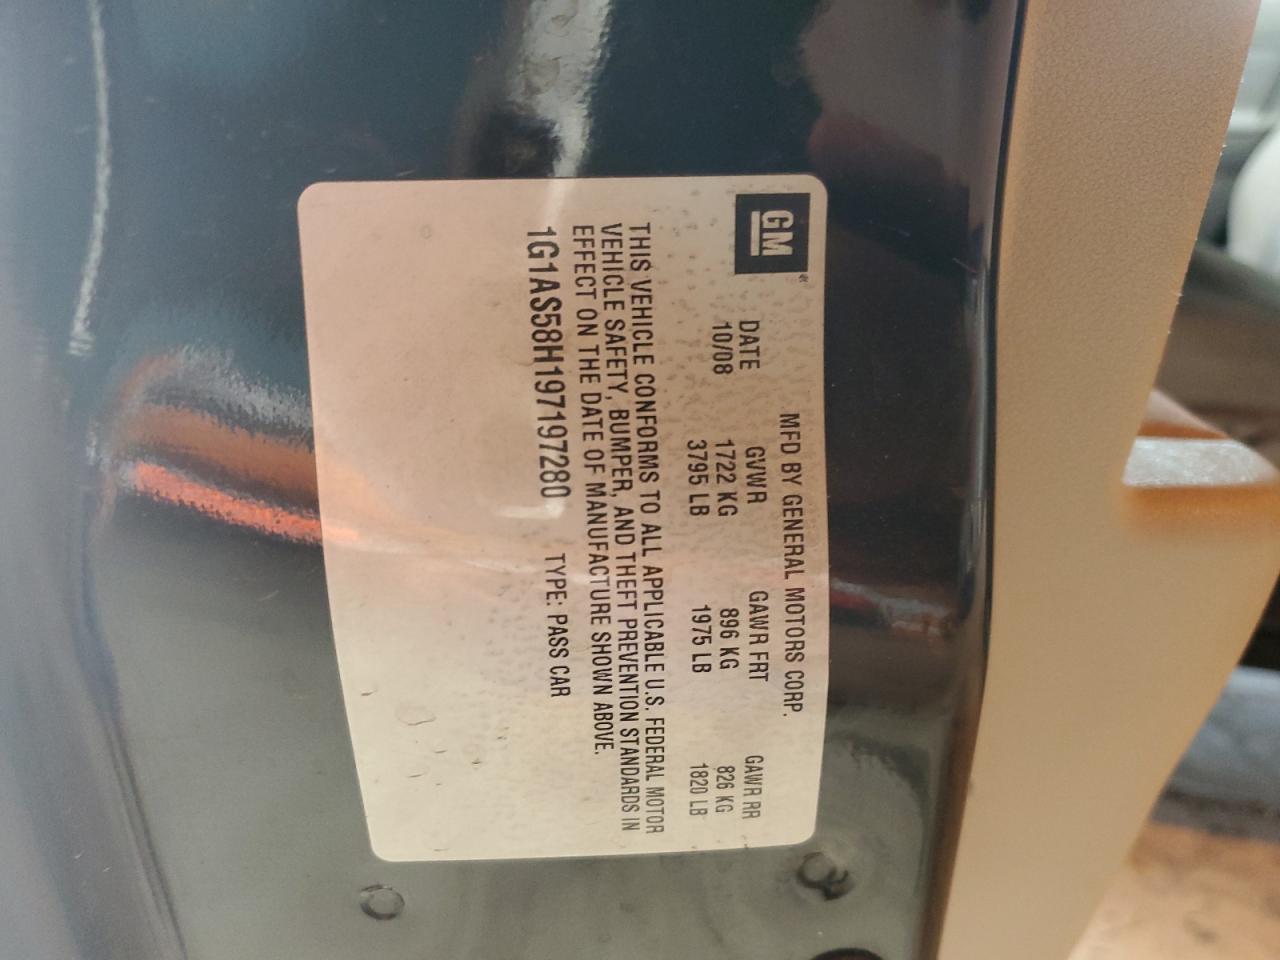 GM
MFD BY GENERAL MOTORS CORP.
DATE GVWR GAWR FRT GAWR RR
10/08 1722 KG 896 KG 826 KG
3795 LB 1975 LB 1820 LB
THIS VEHICLE CONFORMS TO ALL APPLICABLE U.S. FEDERAL MOTOR
VEHICLE SAFETY, BUMPER, AND THEFT PREVENTION STANDARDS IN
EFFECT ON THE DATE OF MANUFACTURE SHOWN ABOVE.
1G1AS58H197197280 TYPE: PASS CAR